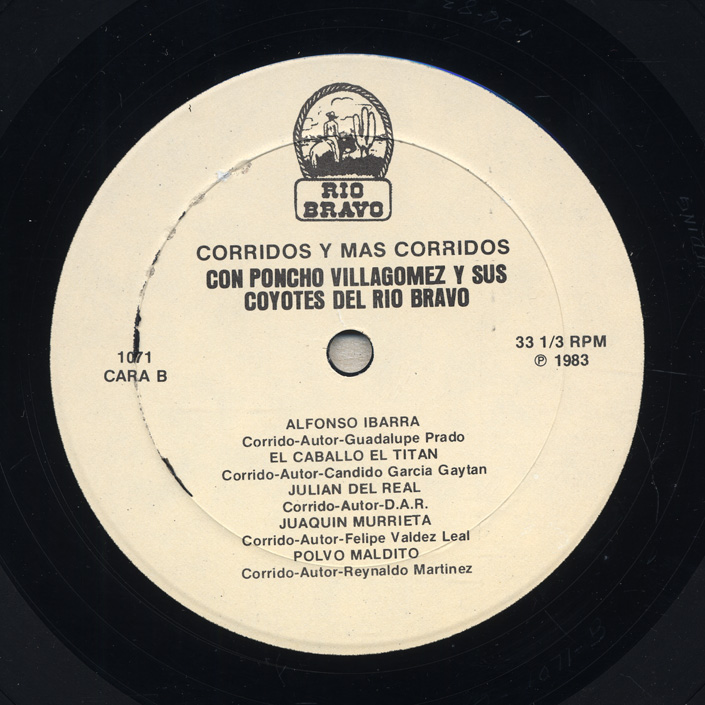 RIO
BRAVO
CORRIDOS Y MAS CORRIDOS
CON PONCHO VILLAGOMEZ Y SUS
COYOTES DEL RIO BRAVO
1071
CARA B
33 1/3 RPM
℗ 1983
ALFONSO IBARRA
Corrido-Autor-Guadalupe Prado
EL CABALLO EL TITAN
Corrido-Autor-Candido Garcia Gaytan
JULIAN DEL REAL
Corrido-Autor-D.A.R.
JUAQUIN MURRIETA
Corrido-Autor-Felipe Valdez Leal
POLVO MALDITO
Corrido-Autor-Reynaldo Martinez